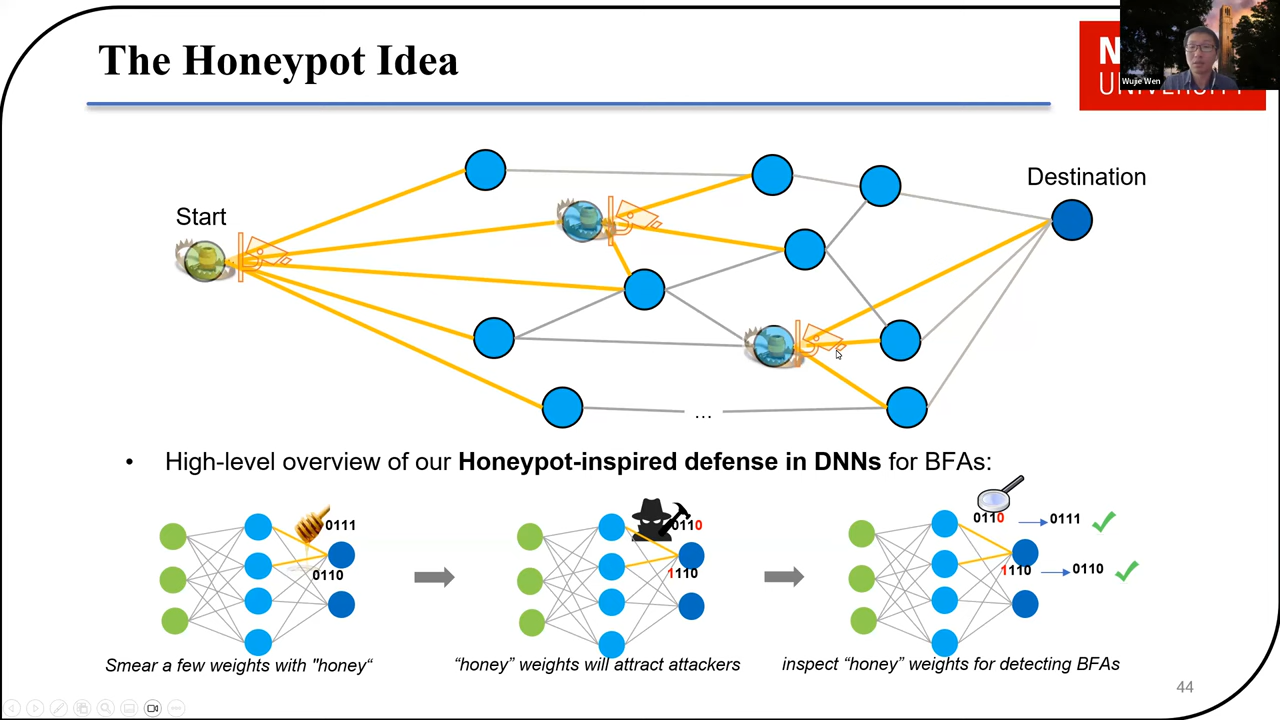 The Honeypot Idea
N
UNIVERSITY
Wujie Wen
Start
Destination
...
• High-level overview of our Honeypot-inspired defense in DNNs for BFAs:
0111
0110
0110
1110
0110 0111
1110 0110
Smear a few weights with "honey“
“honey” weights will attract attackers
inspect “honey” weights for detecting BFAs
44